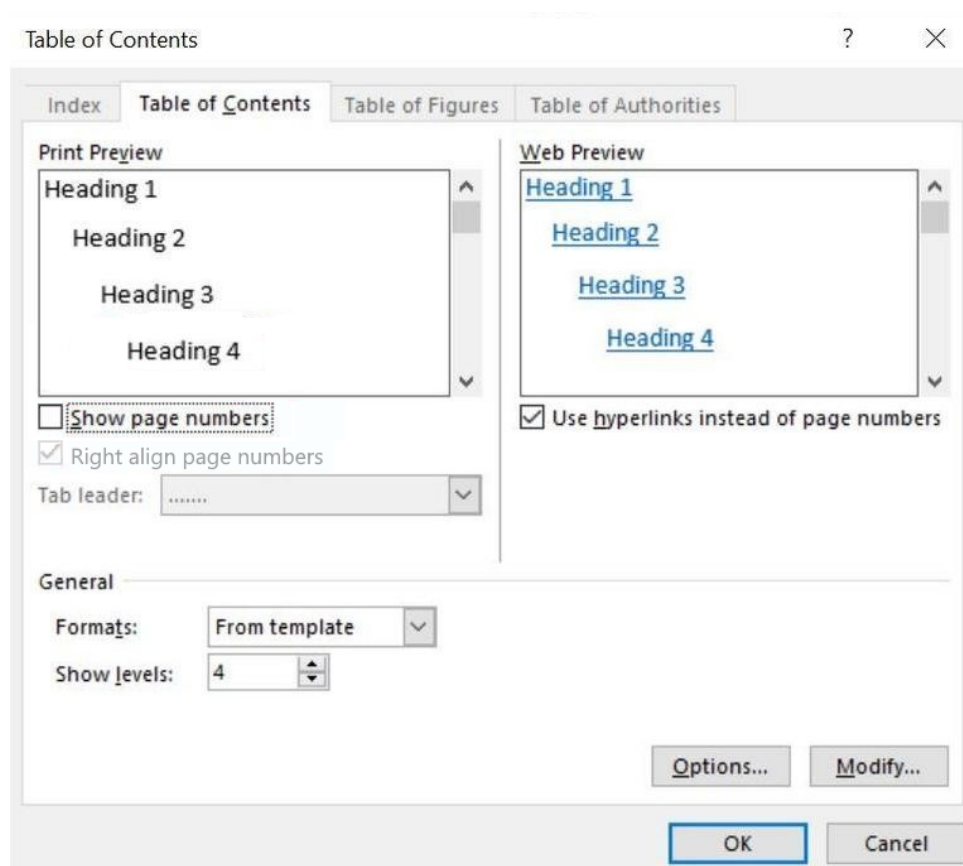 Table of Contents ?
Index Table of Contents Table of Figures Table of Authorities
Print Preview
Heading 1
Heading 2
Heading 3
Heading 4
Show page numbers
Right align page numbers
Tab leader: .......
Web Preview
Heading 1
Heading 2
Heading 3
Heading 4
Use hyperlinks instead of page numbers
General
Formats: From template
Show levels: 4
Options... Modify...
OK Cancel